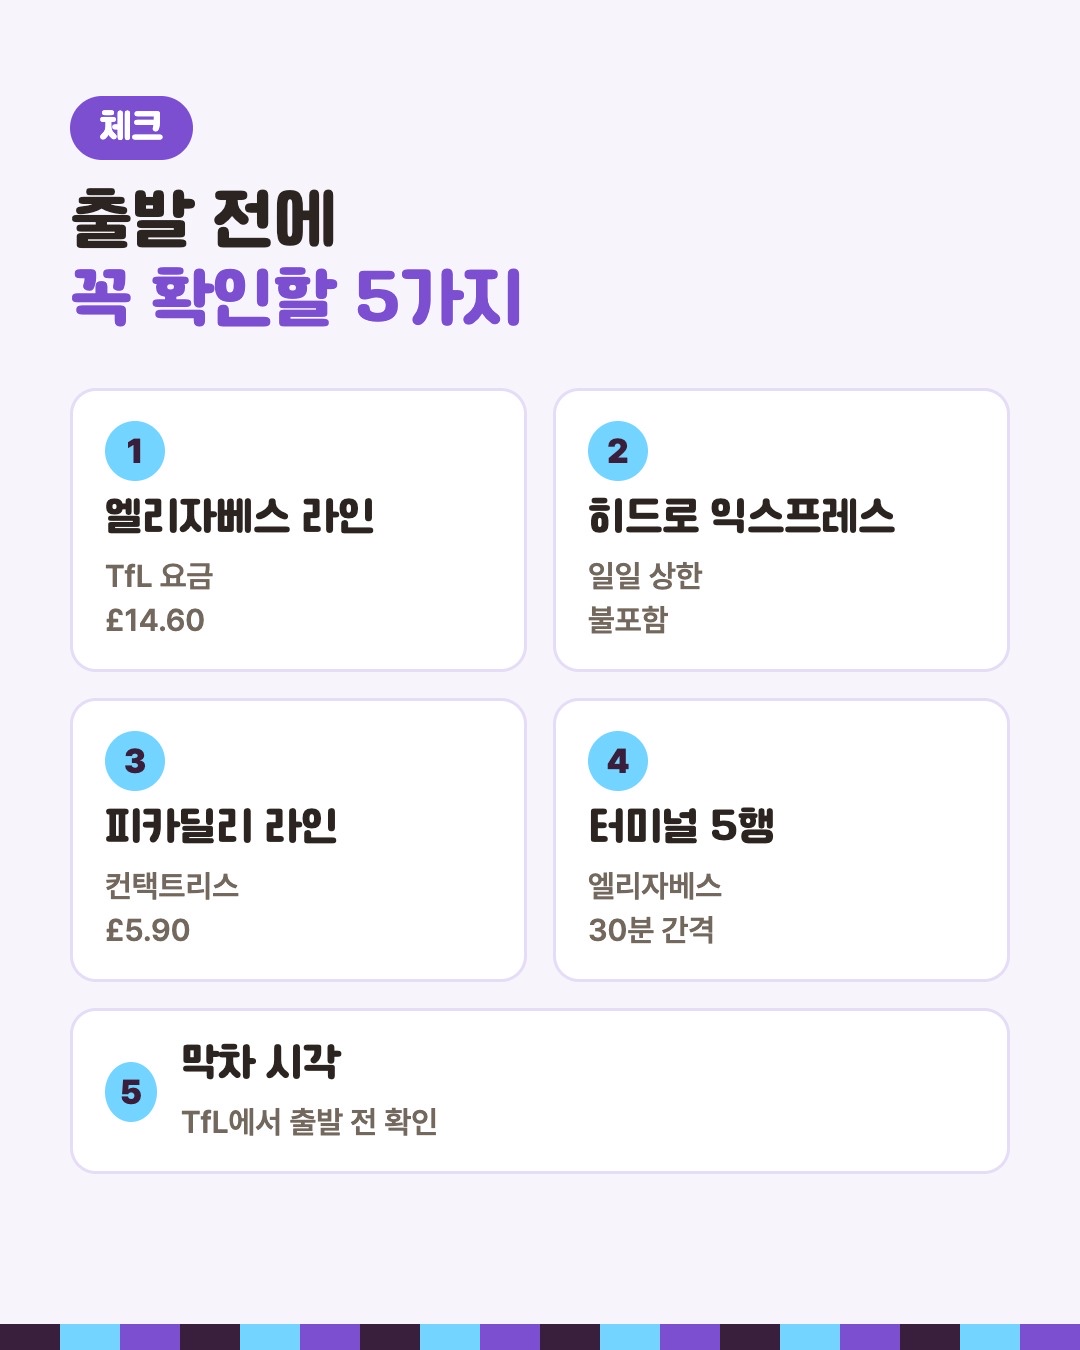 체크
출발 전에
꼭 확인할 5가지
1
엘리자베스 라인
TfL 요금
£14.60
2
히드로 익스프레스
일일 상한
불포함
3
피카딜리 라인
컨택트리스
£5.90
4
터미널 5행
엘리자베스
30분 간격
5
막차 시각
TfL에서 출발 전 확인